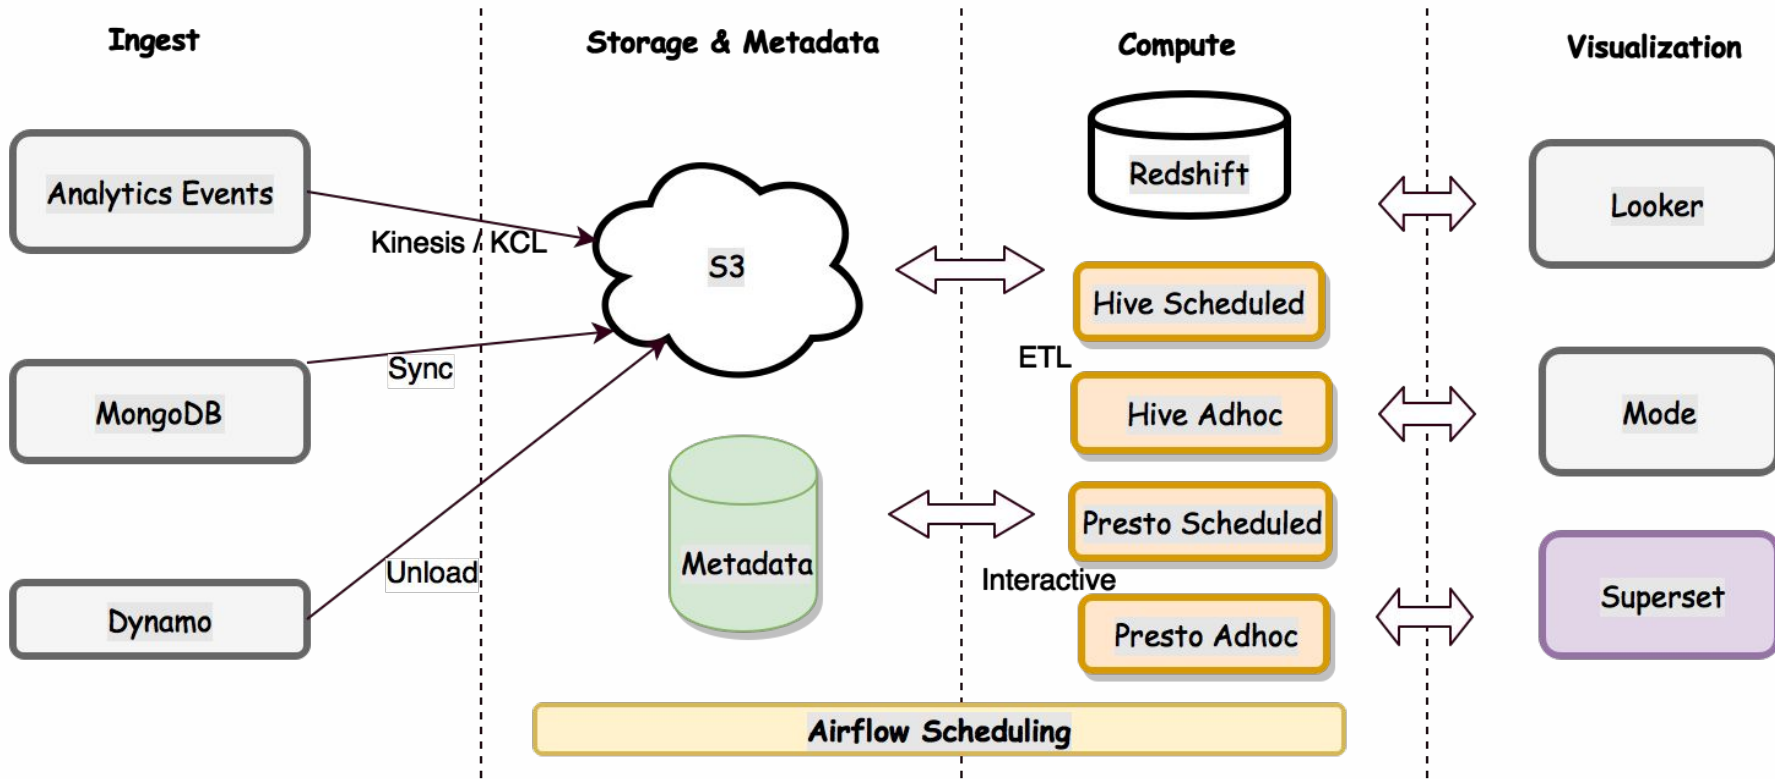 Ingest
Storage & Metadata
Compute
Visualization
Analytics Events
Kinesis / KCL
MongoDB
Sync
Dynamo
Unload
S3
Metadata
Redshift
Hive Scheduled
ETL
Hive Adhoc
Presto Scheduled
Interactive
Presto Adhoc
Looker
Mode
Superset
Airflow Scheduling